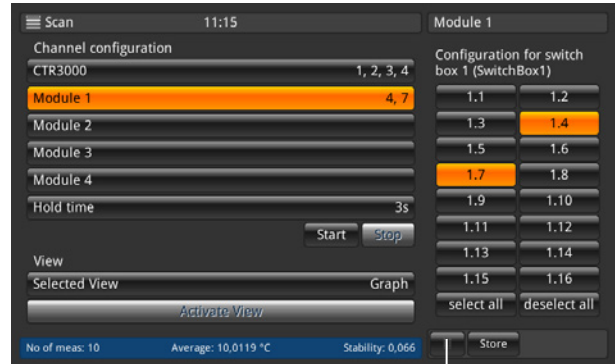 Scan 11:15
Channel configuration
CTR3000 1, 2, 3, 4
Module 1 4, 7
Module 2
Module 3
Module 4
Hold time 3s
Start Stop
View
Selected View Graph
Activate View
No of meas: 10 Average: 10,0119 °C Stability: 0,066
Module 1
Configuration for switch
box 1 (SwitchBox1)
1.1 1.2
1.3 1.4
1.5 1.6
1.7 1.8
1.9 1.10
1.11 1.12
1.13 1.14
1.15 1.16
select all deselect all
Store